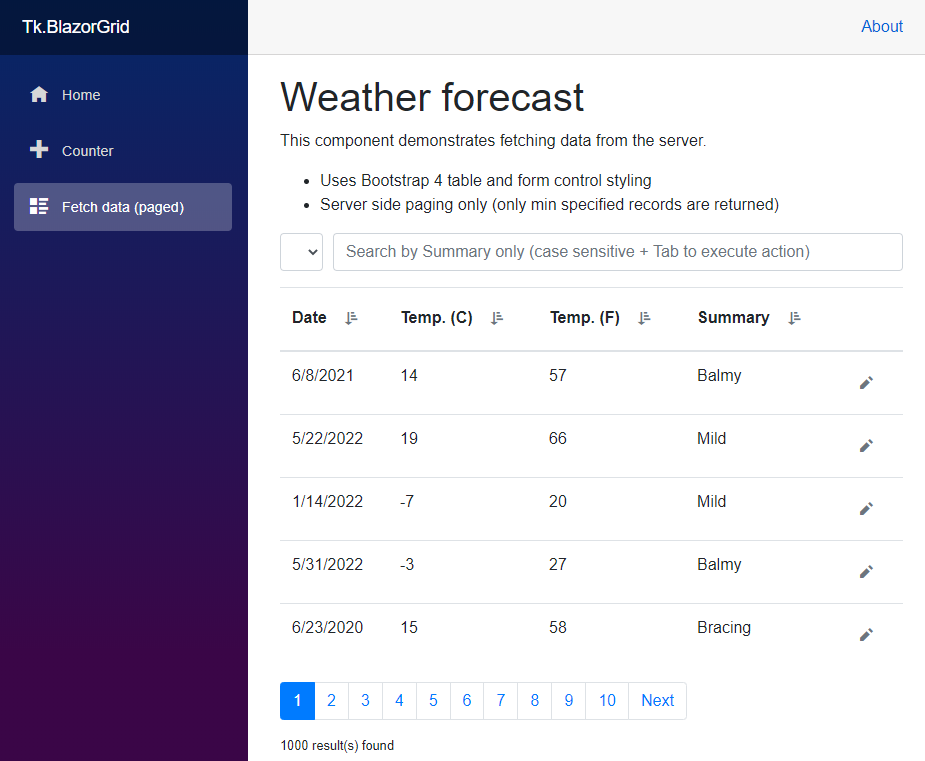 Tk.BlazorGrid
About
Home
Counter
Fetch data (paged)
Weather forecast
This component demonstrates fetching data from the server.
Uses Bootstrap 4 table and form control styling
Server side paging only (only min specified records are returned)
Search by Summary only (case sensitive + Tab to execute action)
Date Temp. (C) Temp. (F) Summary
6/8/2021 14 57 Balmy
5/22/2022 19 66 Mild
1/14/2022 -7 20 Mild
5/31/2022 -3 27 Balmy
6/23/2020 15 58 Bracing
1 2 3 4 5 6 7 8 9 10 Next
1000 result(s) found